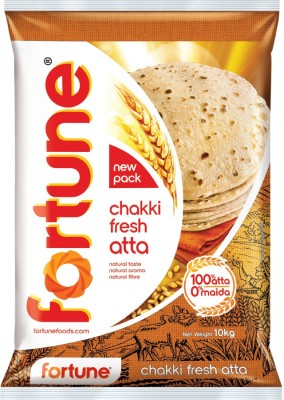 fortune®
fortunefoods.com
new
pack
chakki
fresh
atta
natural taste
natural aroma
natural fibre
100% atta
0% maida
Net Weight 10kg
fortune®
chakki fresh atta